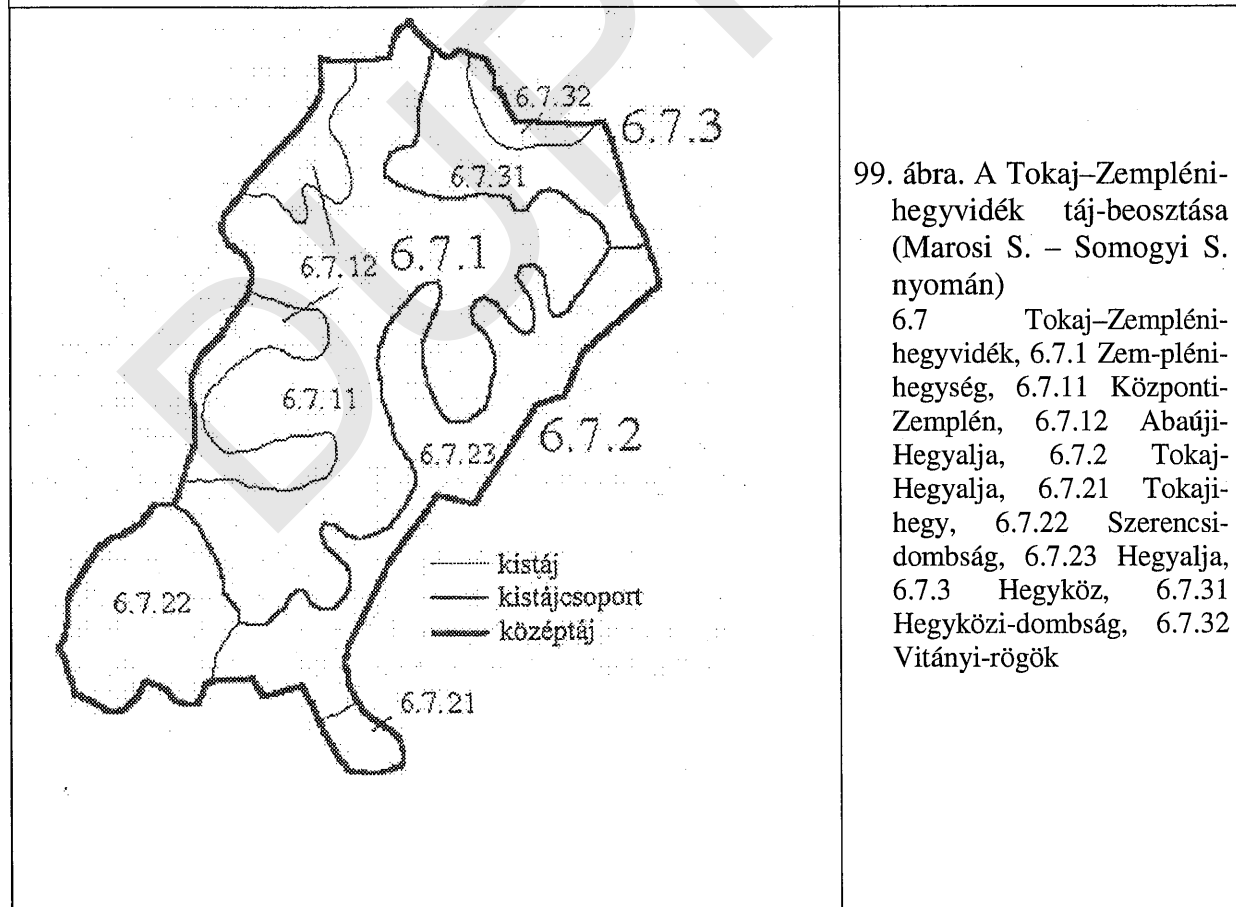 6.7.32
6.7.3
6.7.31
6.7.1
6.7.12
6.7.11
6.7.2
6.7.23
6.7.22
6.7.21
kistáj
kistájcsoport
középtáj
99. ábra. A Tokaj–Zempléni-
hegyvidék táj-beosztása
(Marosi S. – Somogyi S.
nyomán)
6.7 Tokaj–Zempléni-
hegyvidék, 6.7.1 Zem-pléni-
hegység, 6.7.11 Központi-
Zemplén, 6.7.12 Abaúji-
Hegyalja, 6.7.2 Tokaj-
Hegyalja, 6.7.21 Tokaji-
hegy, 6.7.22 Szerencsi-
dombság, 6.7.23 Hegyalja,
6.7.3 Hegyköz, 6.7.31
Hegyközi-dombság, 6.7.32
Vitányi-rögök